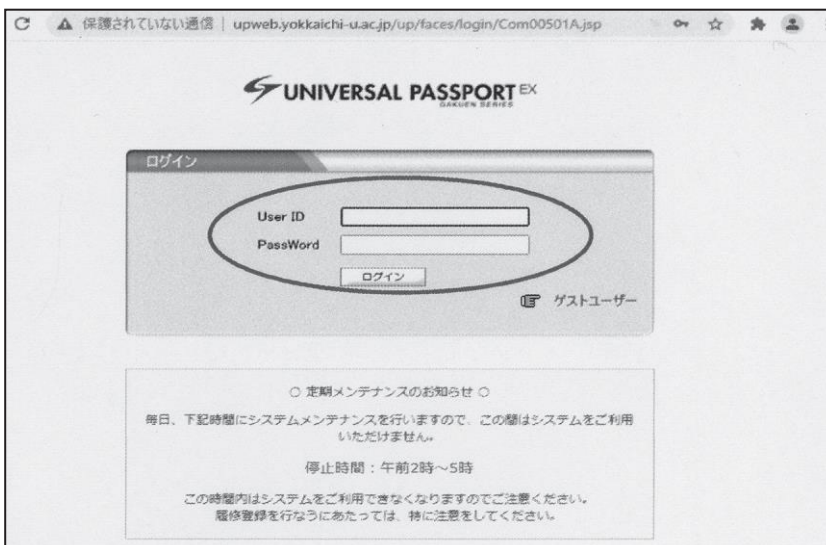 保護されていない通信 | upweb.yokkaichi-u.ac.jp/up/faces/login/Com00501A.jsp
UNIVERSAL PASSPORT EX
GAKUEN SERIES
ログイン
User ID
PassWord
ログイン
ゲストユーザー
○ 定期メンテナンスのお知らせ ○
毎日、下記時間にシステムメンテナンスを行いますので、この間はシステムをご利用
いただけません。
停止時間：午前2時～5時
この時間内はシステムをご利用できなくなりますのでご注意ください。
履修登録を行なうにあたっては、特に注意をしてください。